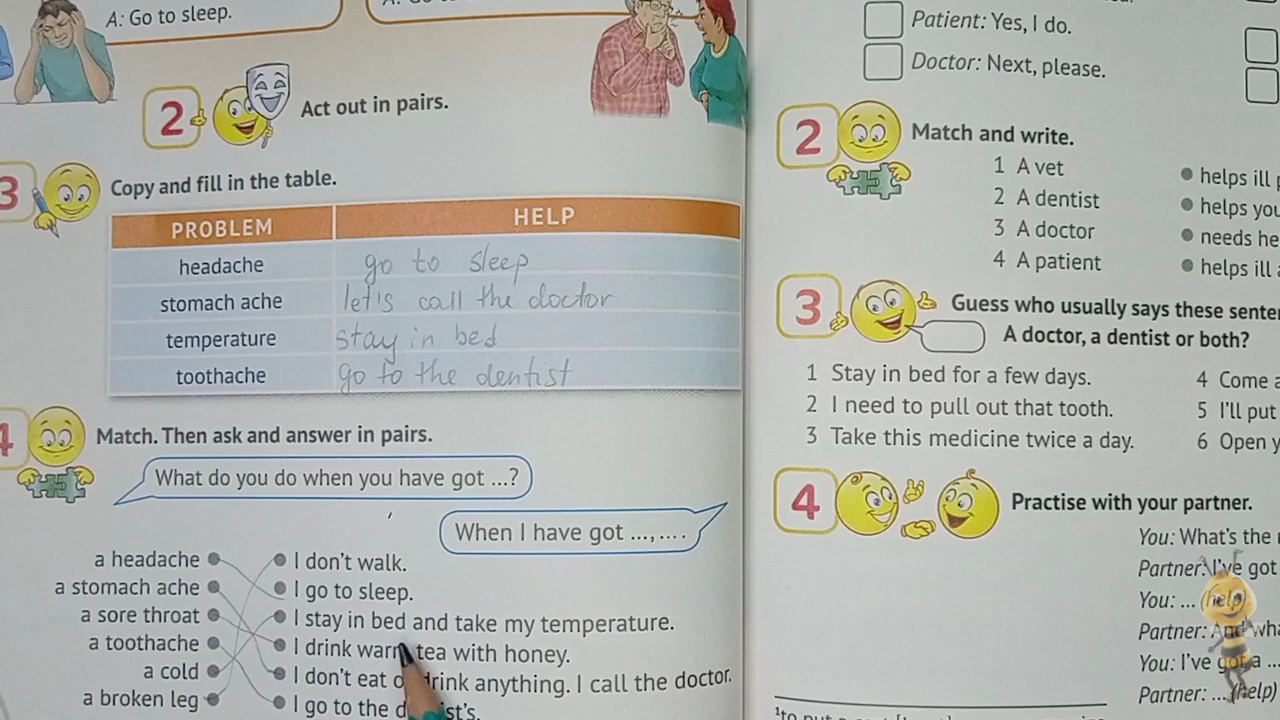 A: Go to sleep.
2 Act out in pairs.
3 Copy and fill in the table.
PROBLEM HELP
headache go to sleep
stomach ache let's call the doctor
temperature stay in bed
toothache go to the dentist
4 Match. Then ask and answer in pairs.
What do you do when you have got ...?
When I have got ..., ....
a headache I don't walk.
a stomach ache I go to sleep.
a sore throat I stay in bed and take my temperature.
a toothache I drink warm tea with honey.
a cold I don't eat or drink anything. I call the doctor.
a broken leg I go to the dentist's.
Patient: Yes, I do.
Doctor: Next, please.
2 Match and write.
1 A vet helps ill
2 A dentist helps you
3 A doctor needs he
4 A patient helps ill
3 Guess who usually says these senter
A doctor, a dentist or both?
1 Stay in bed for a few days. 4 Come a
2 I need to pull out that tooth. 5 I'll put
3 Take this medicine twice a day. 6 Open y
4 Practise with your partner.
You: What's the
Partner: I've got
You: ... (help)
Partner: And wha
You: I've got a ...
Partner: ... (help)